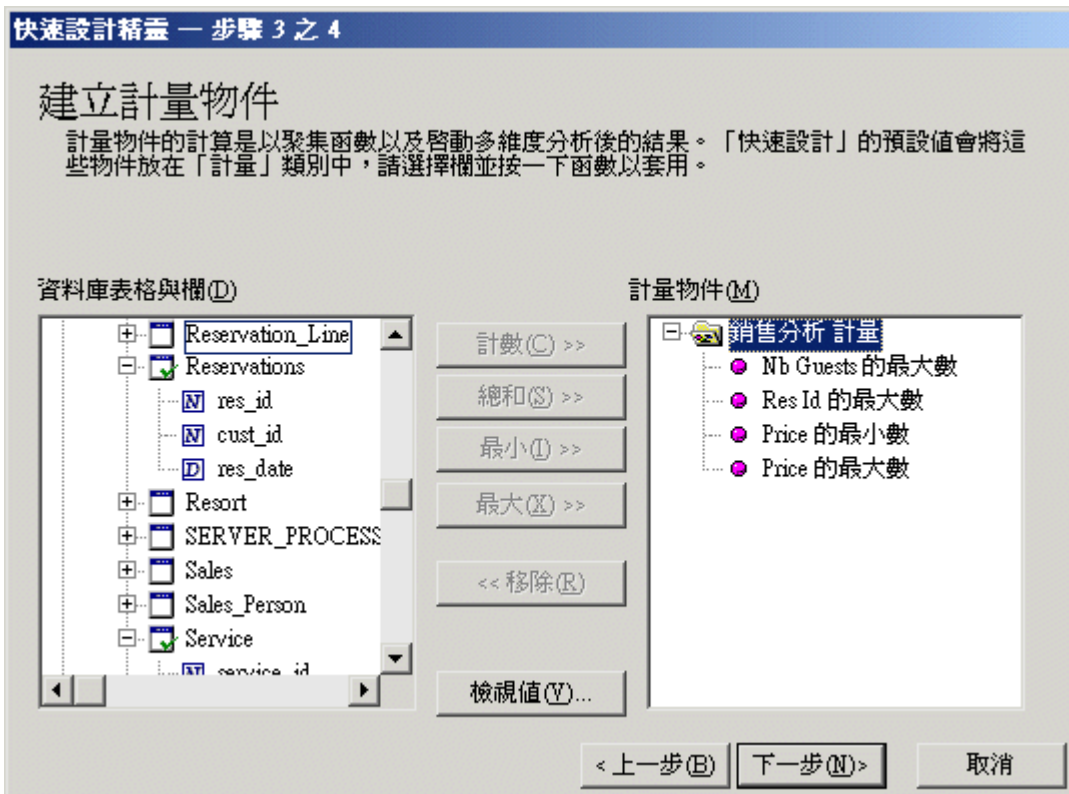 快速設計精靈 — 步驟 3 之 4
建立計量物件
計量物件的計算是以聚集函數以及啓動多維度分析後的結果。「快速設計」的預設值會將這
些物件放在「計量」類別中，請選擇欄並按一下函數以套用。
資料庫表格與欄(D)
Reservation_Line
Reservations
res_id
cust_id
res_date
Resort
SERVER_PROCESS
Sales
Sales_Person
Service
service_id
計數(C) >>
總和(S) >>
最小(I) >>
最大(X) >>
<< 移除(R)
檢視值(V)...
計量物件(M)
銷售分析 計量
Nb Guests 的最大數
Res Id 的最大數
Price 的最小數
Price 的最大數
<上一步(B)
下一步(N)>
取消